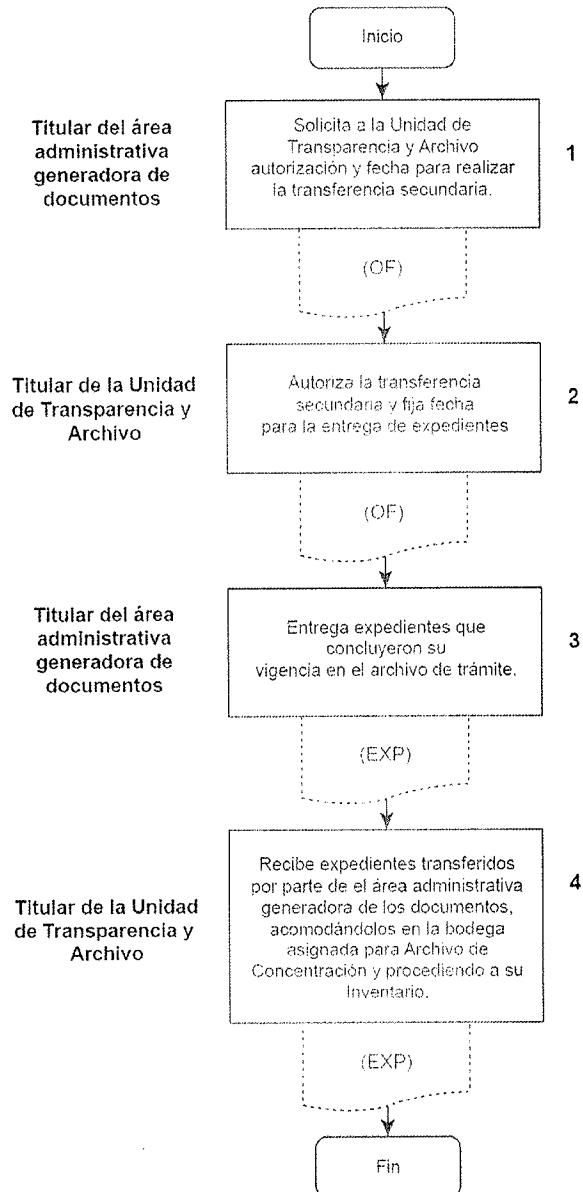 Inicio
Titular del área
administrativa
generadora de
documentos
Solicita a la Unidad de
Transparencia y Archivo
autorización y fecha para realizar
la transferencia secundaria.
1
(OF)
Titular de la Unidad
de Transparencia y
Archivo
Autoriza la transferencia
secundaria y fija fecha
para la entrega de expedientes
2
(OF)
Titular del área
administrativa
generadora de
documentos
Entrega expedientes que
concluyeron su
vigencia en el archivo de trámite.
3
(EXP)
Titular de la Unidad
de Transparencia y
Archivo
Recibe expedientes transferidos
por parte de el área administrativa
generadora de los documentos,
acomodándolos en la bodega
asignada para Archivo de
Concentración y procediendo a su
Inventario.
4
(EXP)
Fin